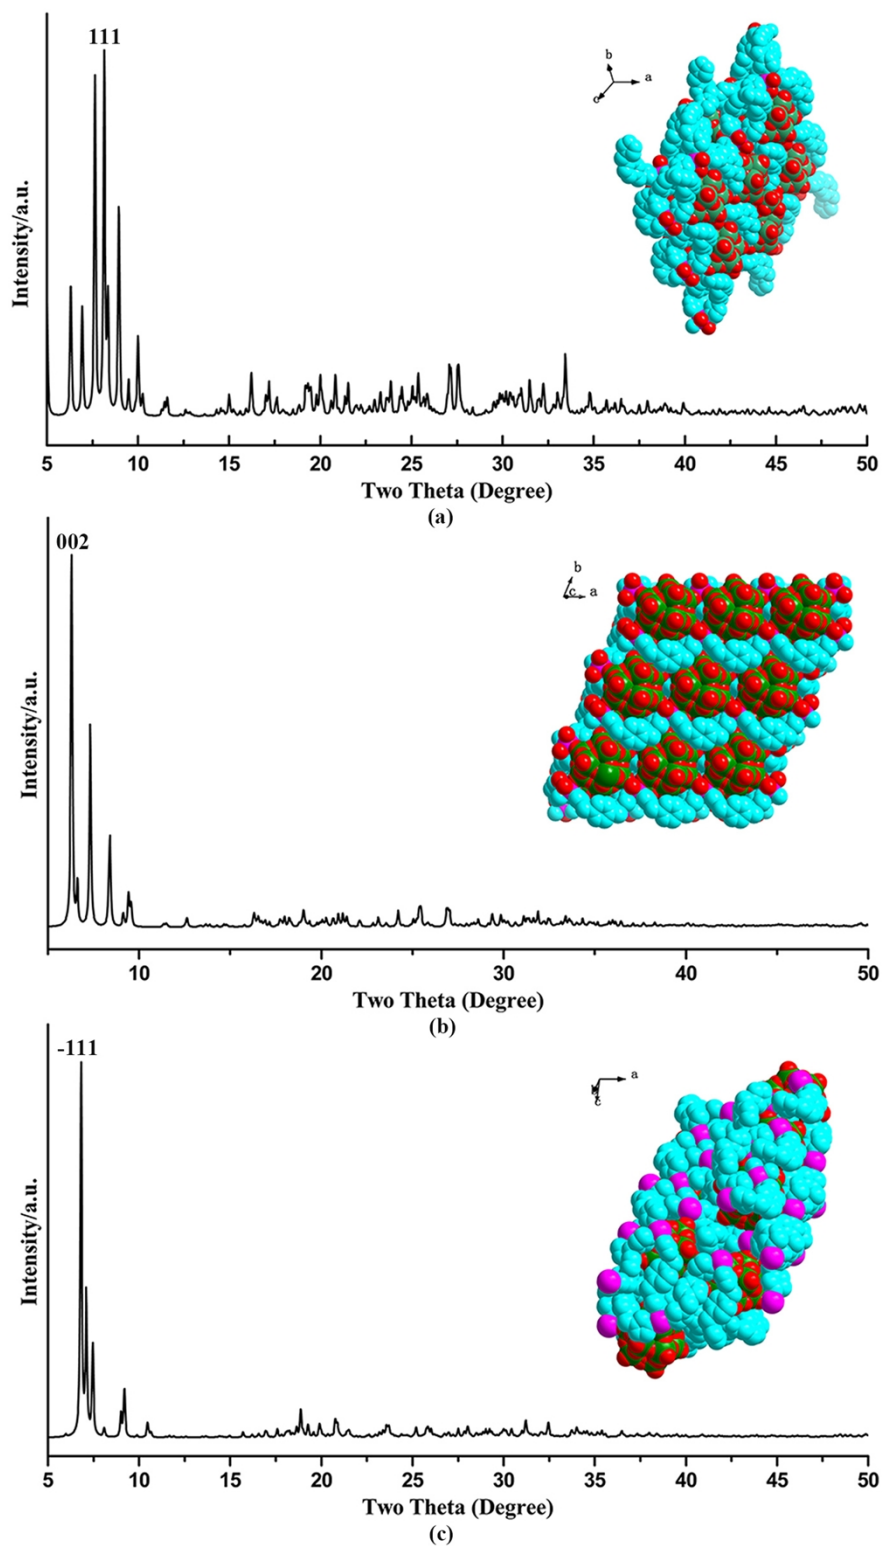 111
b
a
c
Intensity/a.u.
5 10 15 20 25 30 35 40 45 50
Two Theta (Degree)
(a)
002
b
c a
Intensity/a.u.
10 20 30 40 50
Two Theta (Degree)
(b)
-111
a
c
Intensity/a.u.
5 10 15 20 25 30 35 40 45 50
Two Theta (Degree)
(c)